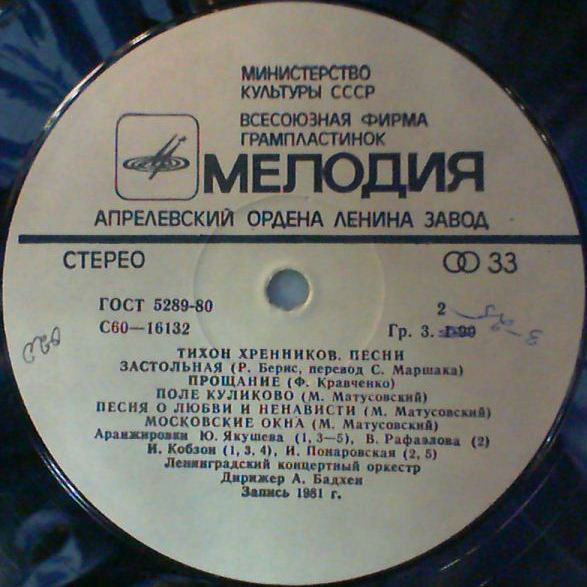 МИНИСТЕРСТВО
КУЛЬТУРЫ СССР
ВСЕСОЮЗНАЯ ФИРМА
ГРАМПЛАСТИНОК
МЕЛОДИЯ
АПРЕЛЕВСКИЙ ОРДЕНА ЛЕНИНА ЗАВОД
СТЕРЕО 33
ГОСТ 5289-80 2
С60—16132 Гр. 3. 1-90
ТИХОН ХРЕННИКОВ. ПЕСНИ
ЗАСТОЛЬНАЯ (Р. Бернс, перевод С. Маршака)
ПРОЩАНИЕ (Ф. Кравченко)
ПОЛЕ КУЛИКОВО (М. Матусовский)
ПЕСНЯ О ЛЮБВИ И НЕНАВИСТИ (М. Матусовский)
МОСКОВСКИЕ ОКНА (М. Матусовский)
Аранжировки Ю. Якушева (1, 3—5), В. Рафаэлова (2)
И. Кобзон (1, 3, 4), И. Понаровская (2, 5)
Ленинградский концертный оркестр
Дирижер А. Бадхен
Запись 1981 г.